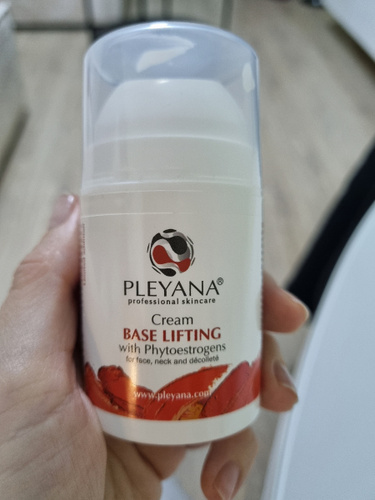 PLEYANA®
professional skincare
Cream
BASE LIFTING
with Phytoestrogens
for face, neck and décolleté
www.pleyana.com